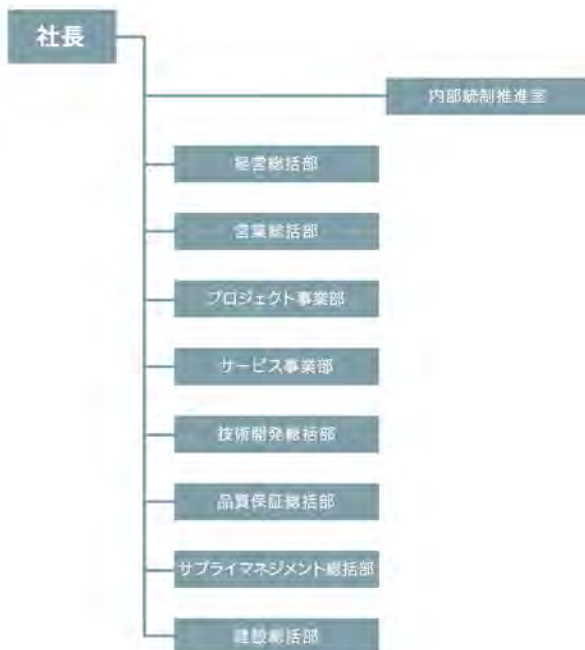 社長
内部統制推進室
経営総括部
営業総括部
プロジェクト事業部
サービス事業部
技術開発総括部
品質保証総括部
サプライマネジメント総括部
建設総括部